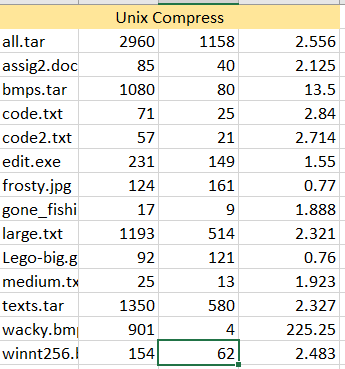 Unix Compress
all.tar 2960 1158 2.556
assig2.doc 85 40 2.125
bmps.tar 1080 80 13.5
code.txt 71 25 2.84
code2.txt 57 21 2.714
edit.exe 231 149 1.55
frosty.jpg 124 161 0.77
gone_fishi 17 9 1.888
large.txt 1193 514 2.321
Lego-big.g 92 121 0.76
medium.tx 25 13 1.923
texts.tar 1350 580 2.327
wacky.bm 901 4 225.25
winnt256.b 154 62 2.483